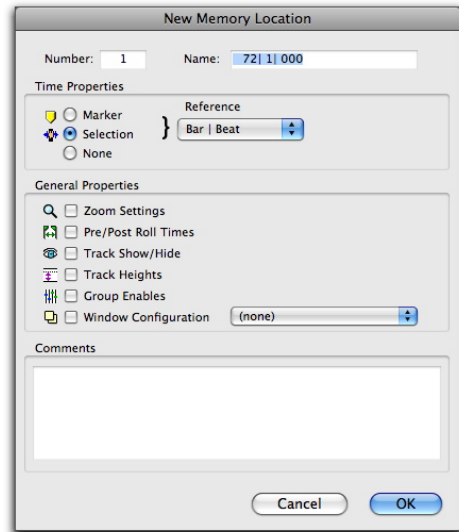 New Memory Location
Number: 1 Name: 72| 1| 000
Time Properties
Marker
Reference
Selection
Bar | Beat
None
General Properties
Zoom Settings
Pre/Post Roll Times
Track Show/Hide
Track Heights
Group Enables
Window Configuration (none)
Comments
Cancel OK